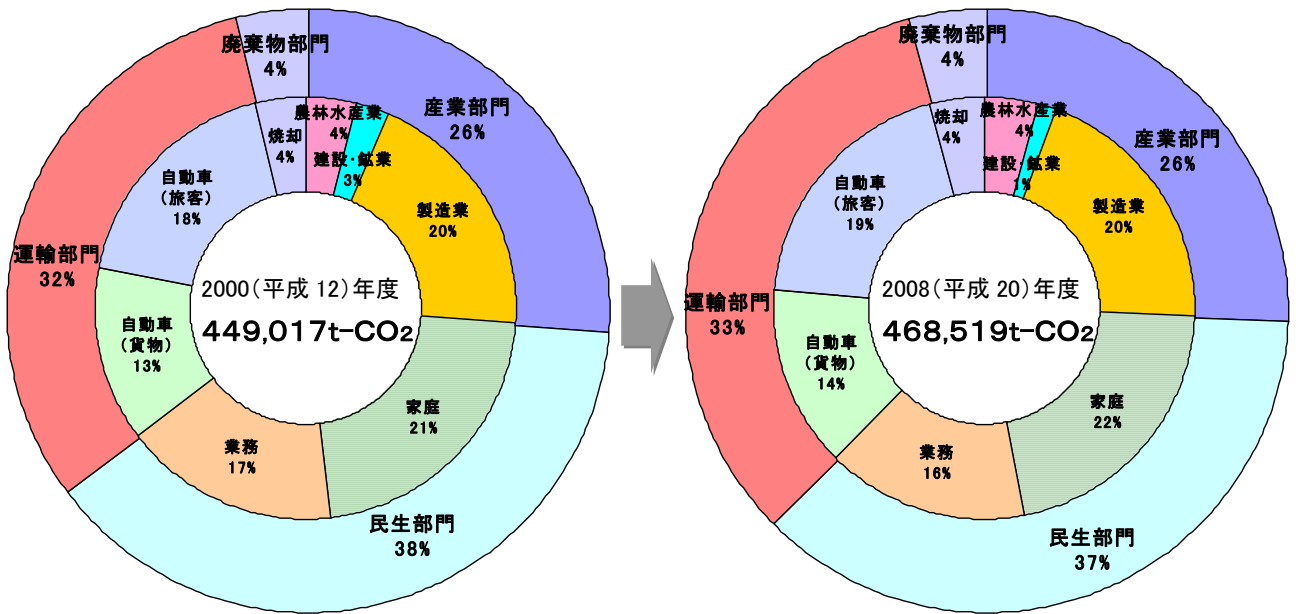 廃棄物部門
4%
産業部門
26%
農林水産業
4%
焼却
4%
建設・鉱業
3%
自動車
(旅客)
18%
製造業
20%
運輸部門
32%
2000(平成 12)年度
449,017t-CO2
自動車
(貨物)
13%
家庭
21%
業務
17%
民生部門
38%
廃棄物部門
4%
産業部門
26%
農林水産業
4%
焼却
4%
建設・鉱業
1%
自動車
(旅客)
19%
製造業
20%
運輸部門
33%
2008(平成 20)年度
468,519t-CO2
自動車
(貨物)
14%
家庭
22%
業務
16%
民生部門
37%